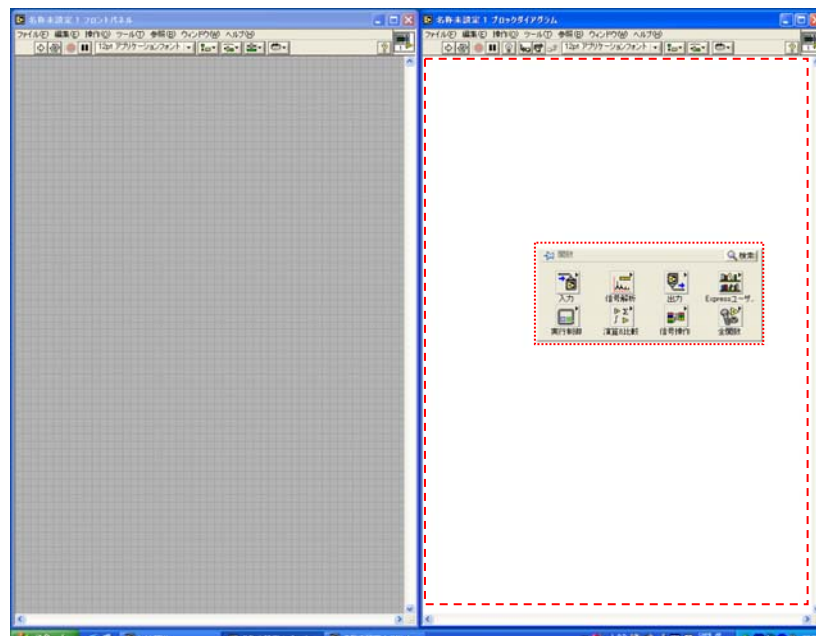 名称未設定 1 フロントパネル
ファイル(F) 編集(E) 操作(O) ツール(T) 参照(B) ウィンドウ(W) ヘルプ(H)
12pt アプリケーションフォント
名称未設定 1 ブロックダイアグラム
ファイル(F) 編集(E) 操作(O) ツール(T) 参照(B) ウィンドウ(W) ヘルプ(H)
12pt アプリケーションフォント
関数
検索
入力
信号解析
出力
Expressユーザ..
実行制御
演算&比較
信号操作
全関数